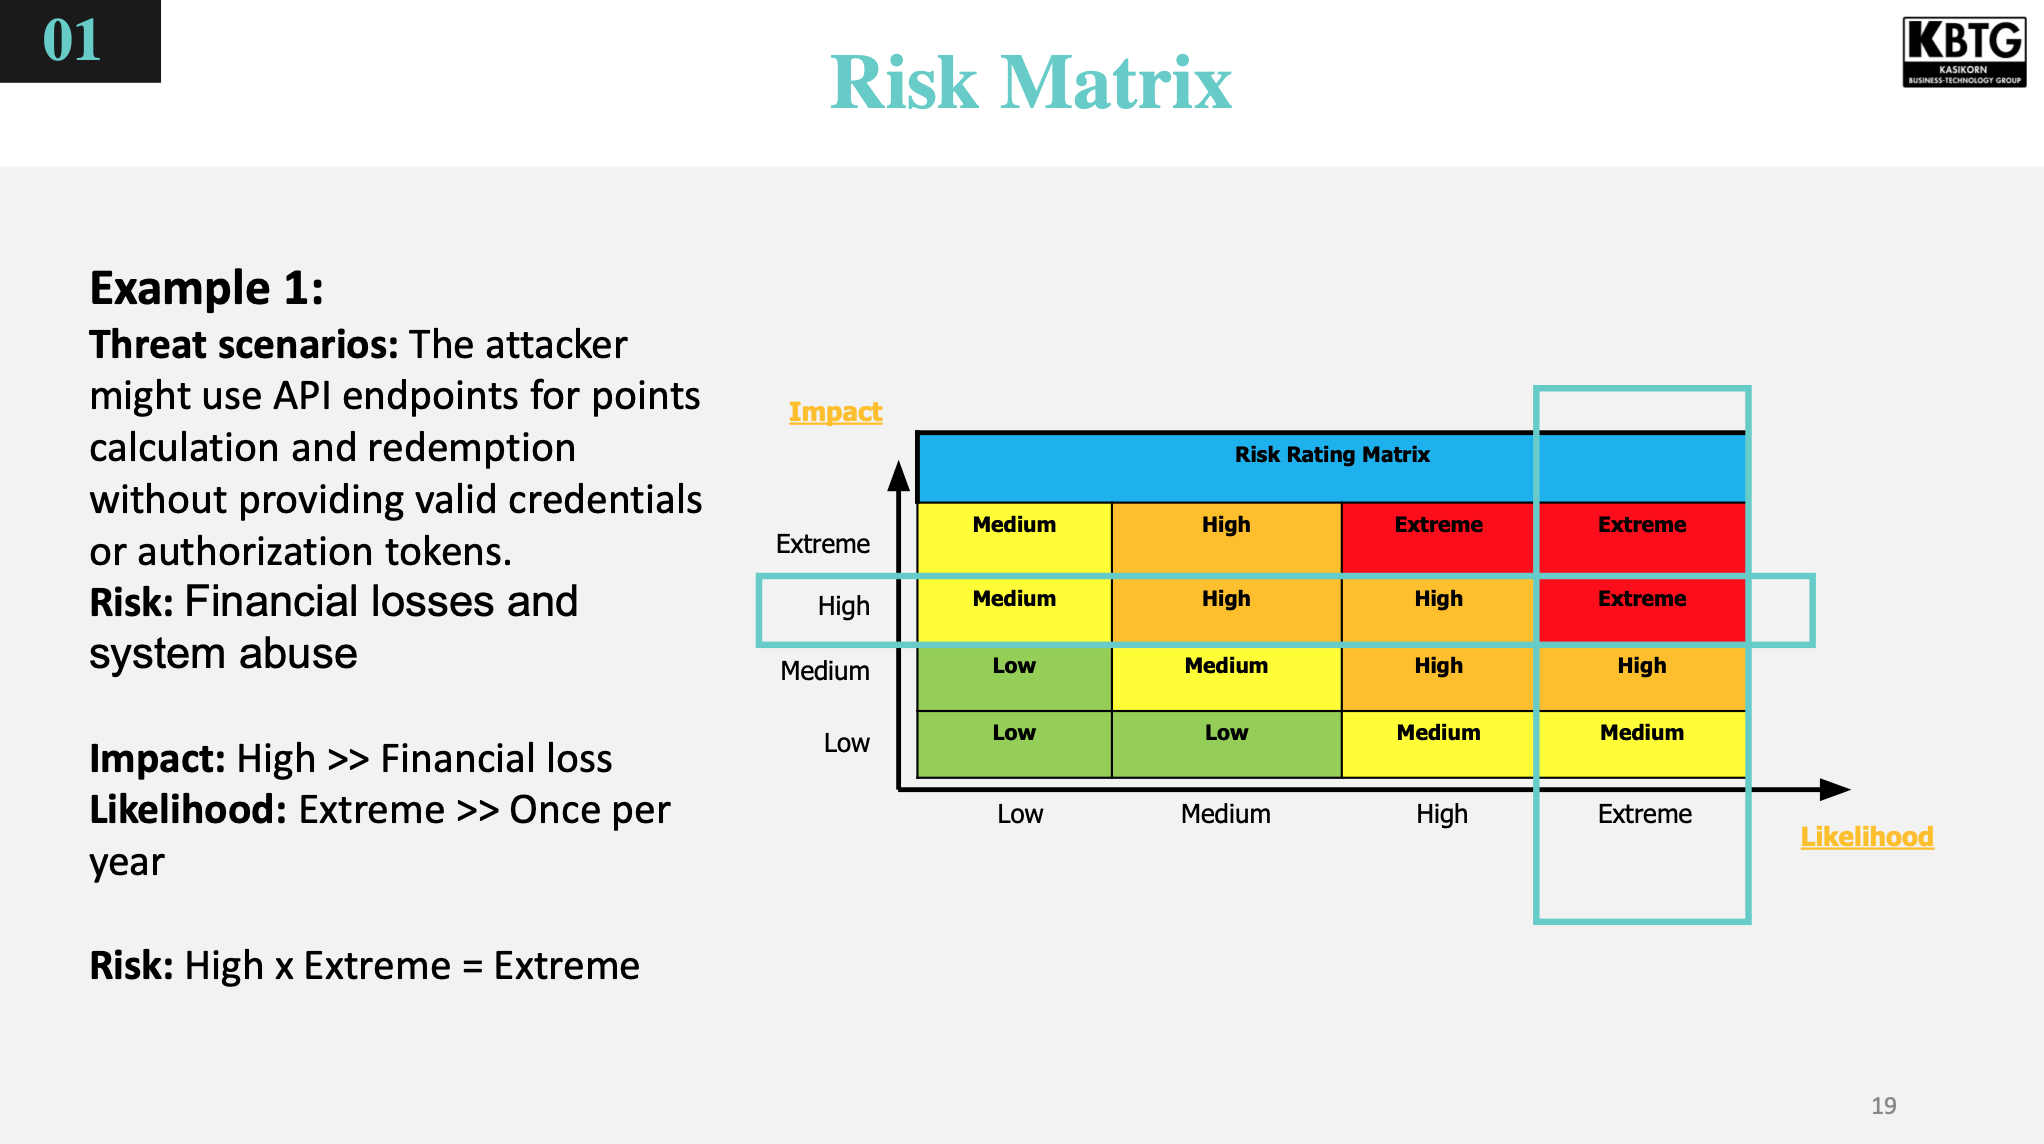 01
Risk Matrix
KBTG
KASIKORN
BUSINESS-TECHNOLOGY GROUP
Example 1:
Threat scenarios: The attacker
might use API endpoints for points
calculation and redemption
without providing valid credentials
or authorization tokens.
Risk: Financial losses and
system abuse
Impact: High >> Financial loss
Likelihood: Extreme >> Once per
year
Risk: High x Extreme = Extreme
Impact
Risk Rating Matrix
Extreme Medium High Extreme Extreme
High Medium High High Extreme
Medium Low Medium High High
Low Low Low Medium Medium
Low Medium High Extreme
Likelihood
19